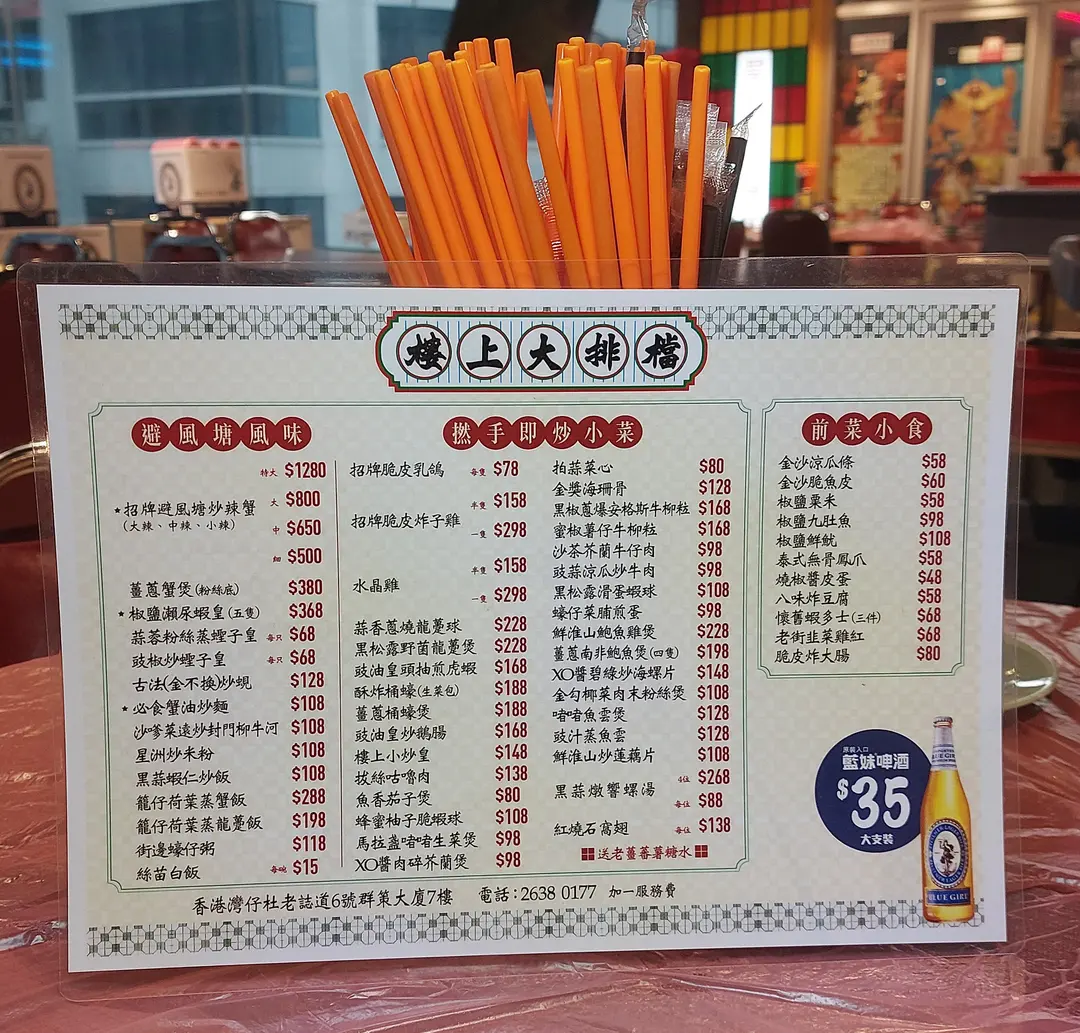 樓上大排檔
避風塘風味
特大 $1280
大 $800
★招牌避風塘炒辣蟹
(大辣、中辣、小辣)
中 $650
細 $500
薑蔥蟹煲(粉絲底) $380
★椒鹽瀨尿蝦皇(五隻) $368
蒜蓉粉絲蒸蟶子皇 每只 $68
豉椒炒蟶子皇 每只 $68
古法(金不換)炒蜆 $128
★必食蟹油炒麵 $108
沙嗲菜遠炒封門柳牛河 $108
星洲炒米粉 $108
黑蒜蝦仁炒飯 $108
籠仔荷葉蒸蟹飯 $288
籠仔荷葉蒸龍躉飯 $198
街邊蠔仔粥 $118
絲苗白飯 每碗 $15
撚手即炒小菜
招牌脆皮乳鴿 每隻 $78
半隻 $158
招牌脆皮炸子雞
一隻 $298
半隻 $158
水晶雞
一隻 $298
蒜香蔥燒龍躉球 $228
黑松露野菌龍躉煲 $228
豉油皇頭抽煎虎蝦 $168
酥炸桶蠔(生菜包) $188
薑蔥桶蠔煲 $188
豉油皇炒鵝腸 $168
樓上小炒皇 $148
拔絲咕嚕肉 $138
魚香茄子煲 $80
蜂蜜柚子脆蝦球 $108
馬拉盞啫啫生菜煲 $98
XO醬肉碎芥蘭煲 $98
拍蒜菜心 $80
金獎海珊骨 $128
黑椒蔥爆安格斯牛柳粒 $168
蜜椒薯仔牛柳粒 $168
沙茶芥蘭牛仔肉 $98
豉蒜涼瓜炒牛肉 $98
黑松露滑蛋蝦球 $108
蠔仔菜脯煎蛋 $98
鮮淮山鮑魚雞煲 $228
薑蔥南非鮑魚煲(四隻) $198
XO醬碧綠炒海螺片 $148
金勾椰菜肉末粉絲煲 $108
啫啫魚雲煲 $128
豉汁蒸魚雲 $128
鮮淮山炒蓮藕片 $108
4位 $268
黑蒜燉響螺湯
每位 $88
紅燒石窩翅 每位 $138
送老薑蕃薯糖水
前菜小食
金沙涼瓜條 $58
金沙脆魚皮 $60
椒鹽粟米 $58
椒鹽九肚魚 $98
椒鹽鮮魷 $108
泰式無骨鳳爪 $58
燒椒醬皮蛋 $48
八味炸豆腐 $58
懷舊蝦多士(三件) $68
老街韭菜雞紅 $68
脆皮炸大腸 $80
原裝入口
藍妹啤酒
$35
大支裝
BLUE GIRL
香港灣仔杜老誌道6號群策大廈7樓 電話:2638 0177 加一服務費